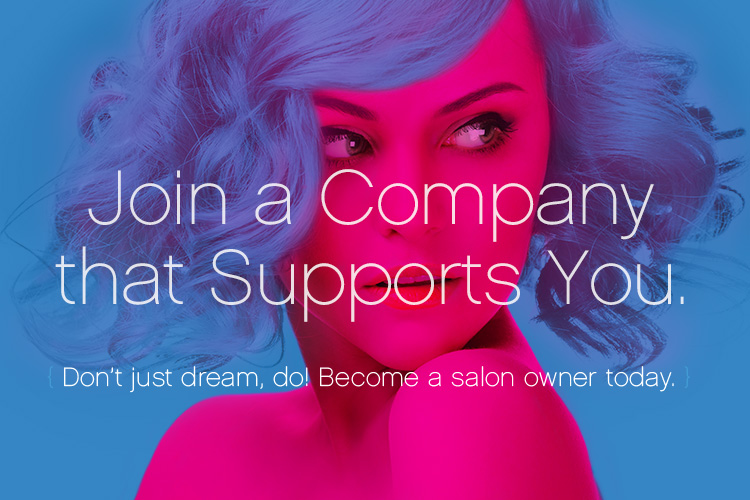 Join a Company
that Supports You.
{ Don't just dream, do! Become a salon owner today. }